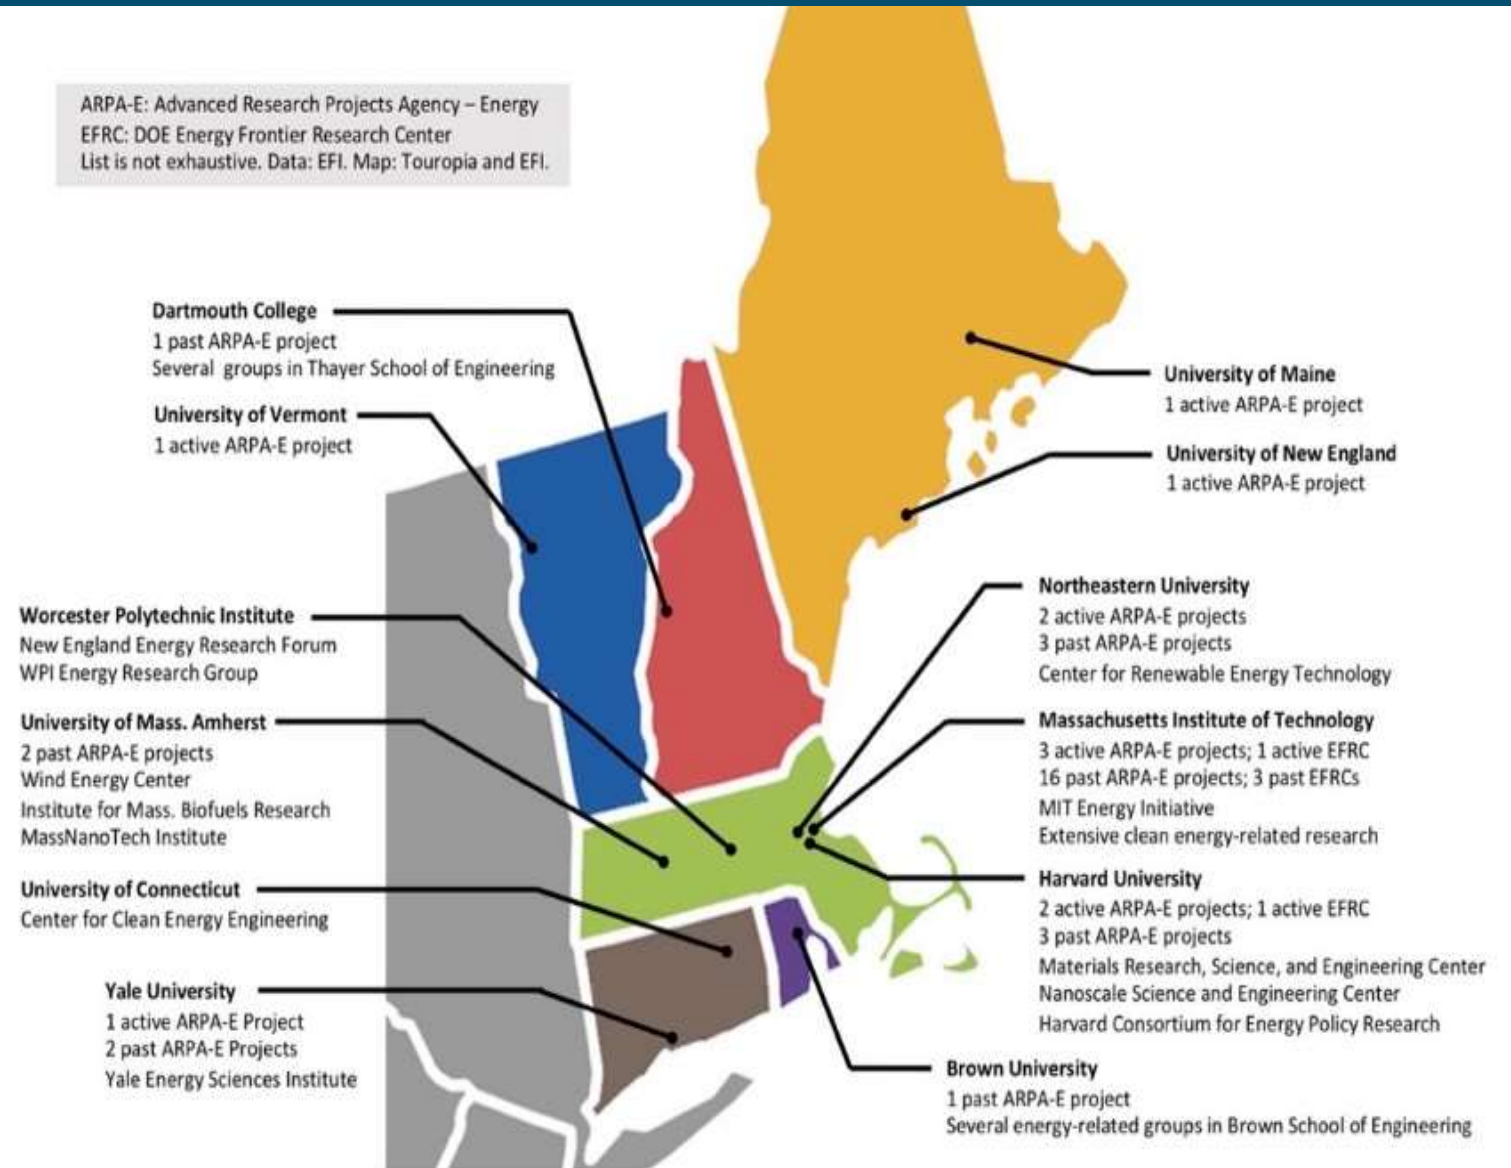 ARPA-E: Advanced Research Projects Agency – Energy
EFRC: DOE Energy Frontier Research Center
List is not exhaustive. Data: EFI. Map: Touropia and EFI.
Dartmouth College
1 past ARPA-E project
Several groups in Thayer School of Engineering
University of Vermont
1 active ARPA-E project
Worcester Polytechnic Institute
New England Energy Research Forum
WPI Energy Research Group
University of Mass. Amherst
2 past ARPA-E projects
Wind Energy Center
Institute for Mass. Biofuels Research
MassNanoTech Institute
University of Connecticut
Center for Clean Energy Engineering
Yale University
1 active ARPA-E Project
2 past ARPA-E Projects
Yale Energy Sciences Institute
University of Maine
1 active ARPA-E project
University of New England
1 active ARPA-E project
Northeastern University
2 active ARPA-E projects
3 past ARPA-E projects
Center for Renewable Energy Technology
Massachusetts Institute of Technology
3 active ARPA-E projects; 1 active EFRC
16 past ARPA-E projects; 3 past EFRCs
MIT Energy Initiative
Extensive clean energy-related research
Harvard University
2 active ARPA-E projects; 1 active EFRC
3 past ARPA-E projects
Materials Research, Science, and Engineering Center
Nanoscale Science and Engineering Center
Harvard Consortium for Energy Policy Research
Brown University
1 past ARPA-E project
Several energy-related groups in Brown School of Engineering